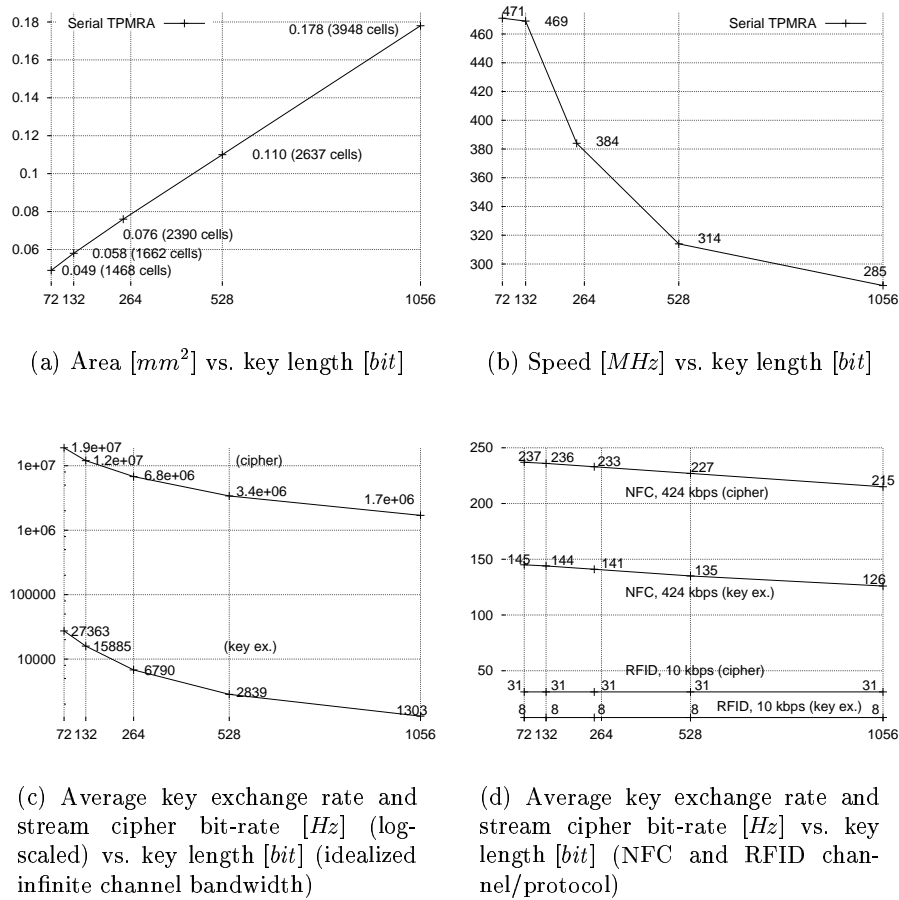 0.18
Serial TPMRA
0.178 (3948 cells)
0.16
0.14
0.12
0.110 (2637 cells)
0.1
0.08
0.076 (2390 cells)
0.06
0.058 (1662 cells)
0.049 (1468 cells)
72 132 264 528 1056
(a) Area [mm²] vs. key length [bit]
471
469
Serial TPMRA
460
440
420
400
384
380
360
340
320
314
300
285
72 132 264 528 1056
(b) Speed [MHz] vs. key length [bit]
1.9e+07
1.2e+07
(cipher)
1e+07
6.8e+06
3.4e+06
1.7e+06
1e+06
100000
27363
15885
(key ex.)
10000
6790
2839
1303
72 132 264 528 1056
(c) Average key exchange rate and
stream cipher bit-rate [Hz] (log-
scaled) vs. key length [bit] (idealized
infinite channel bandwidth)
250
237 236 233 227 215
NFC, 424 kbps (cipher)
200
150
145 144 141 135 126
NFC, 424 kbps (key ex.)
100
50
RFID, 10 kbps (cipher)
31 31 31 31 31
RFID, 10 kbps (key ex.)
8 8 8 8 8
72 132 264 528 1056
(d) Average key exchange rate and
stream cipher bit-rate [Hz] vs. key
length [bit] (NFC and RFID chan-
nel/protocol)